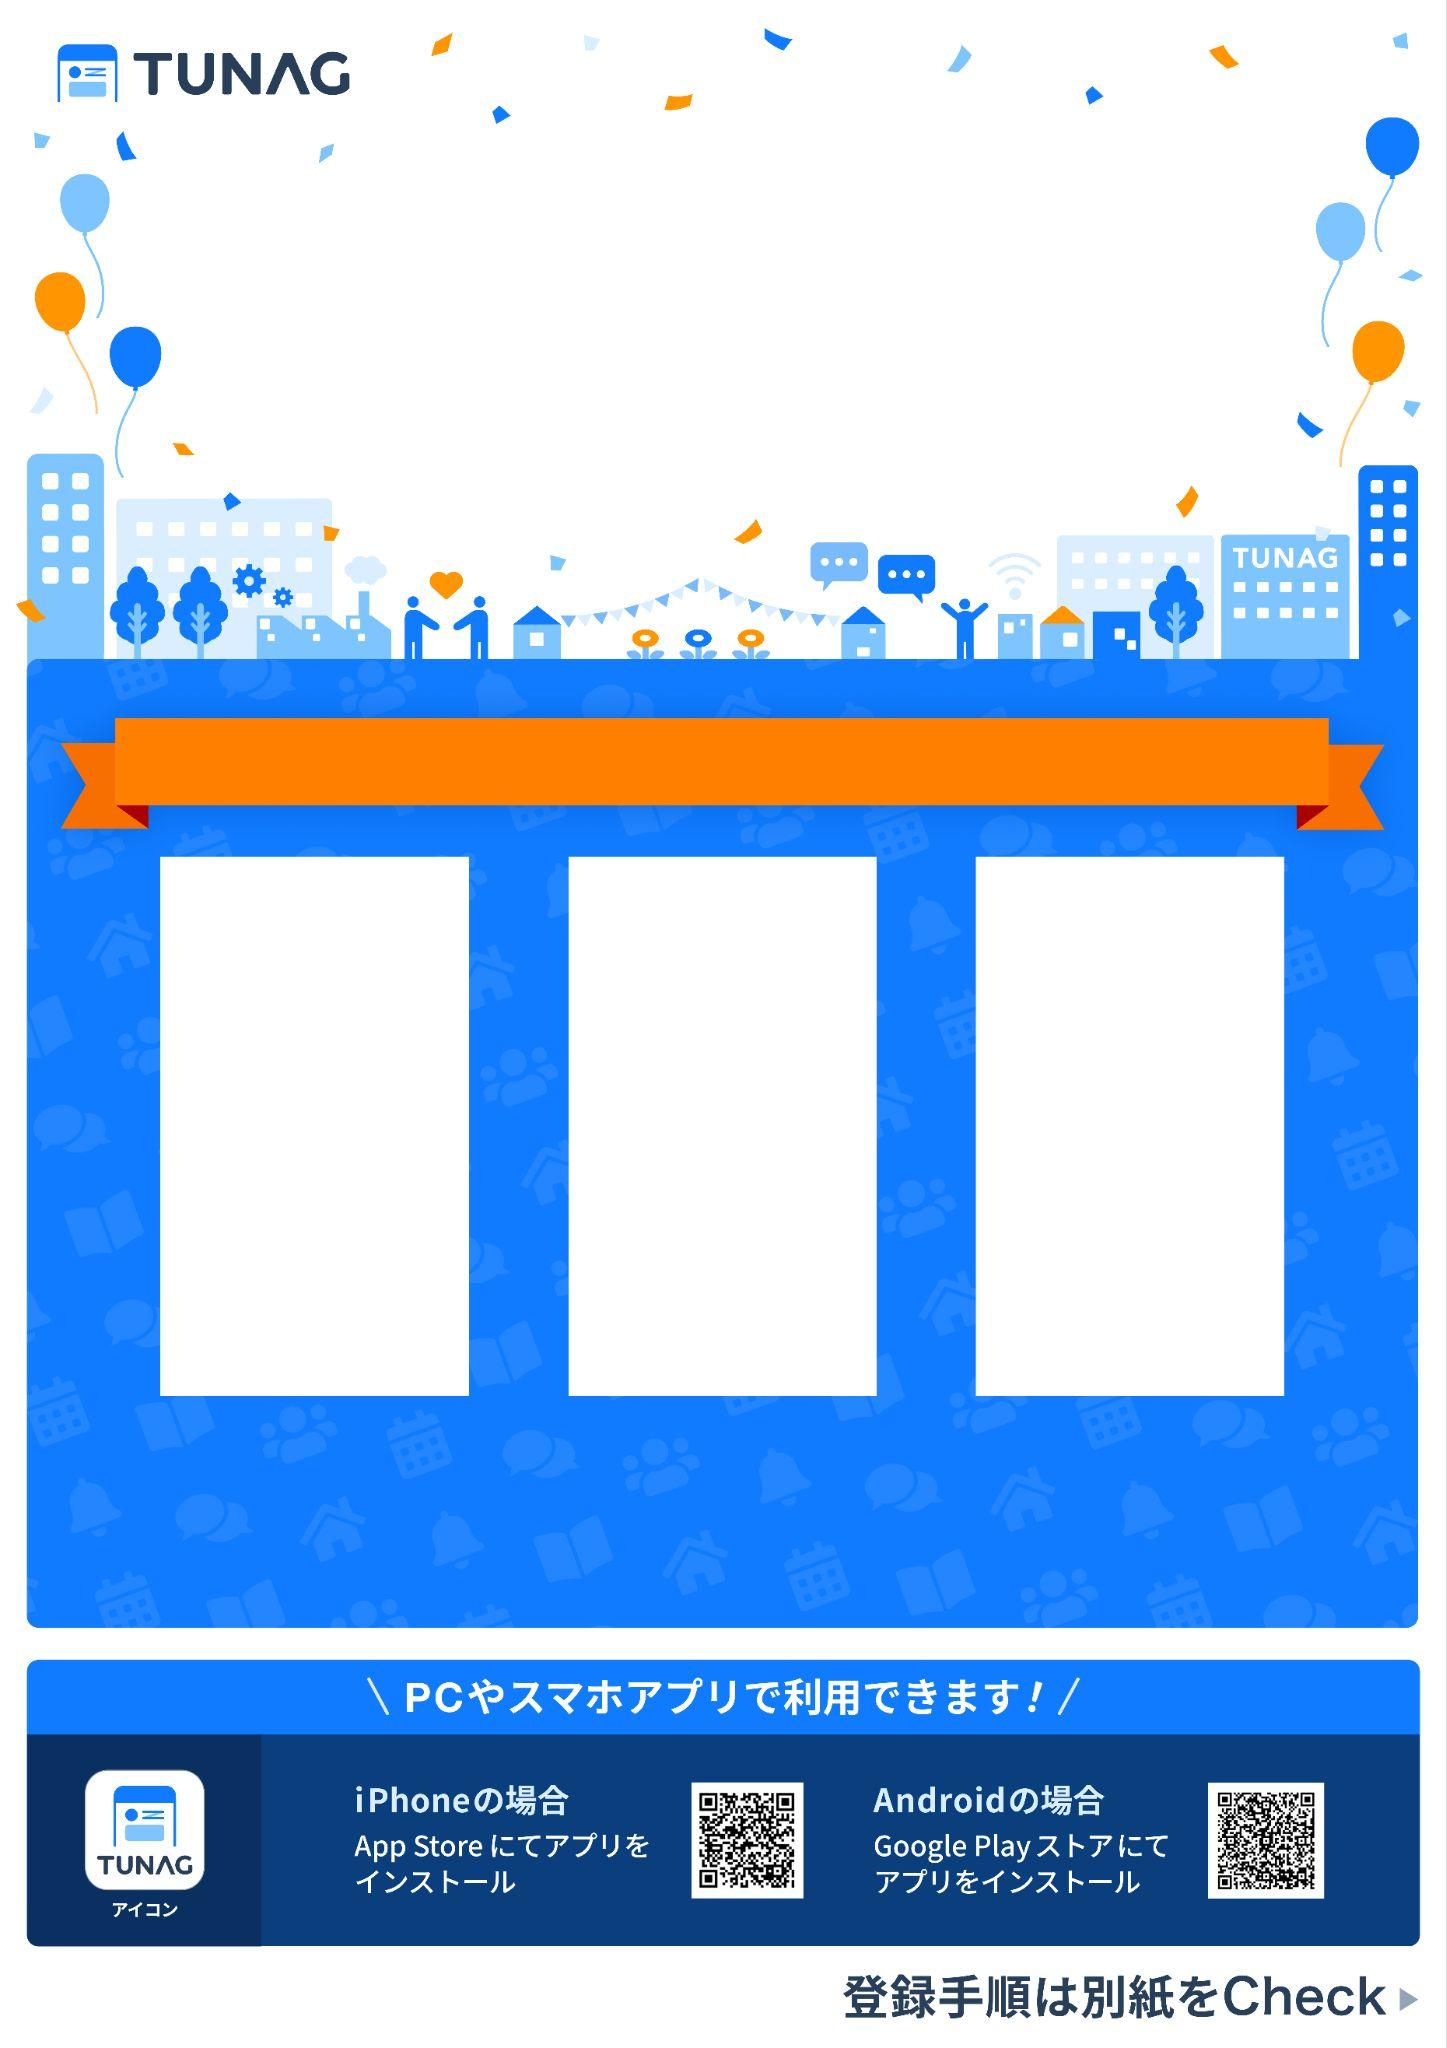 TUNAG
TUNAG
PCやスマホアプリで利用できます!
iPhoneの場合
App Store にてアプリを
インストール
Androidの場合
Google Play ストアにて
アプリをインストール
TUNAG
アイコン
登録手順は別紙をCheck